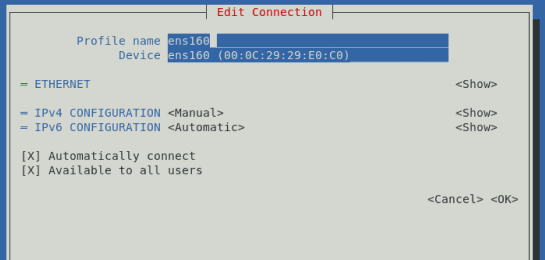 Edit Connection
Profile name ens160
Device ens160 (00:0C:29:29:E0:C0)
═ ETHERNET <Show>
═ IPv4 CONFIGURATION <Manual> <Show>
═ IPv6 CONFIGURATION <Automatic> <Show>
[X] Automatically connect
[X] Available to all users
<Cancel> <OK>